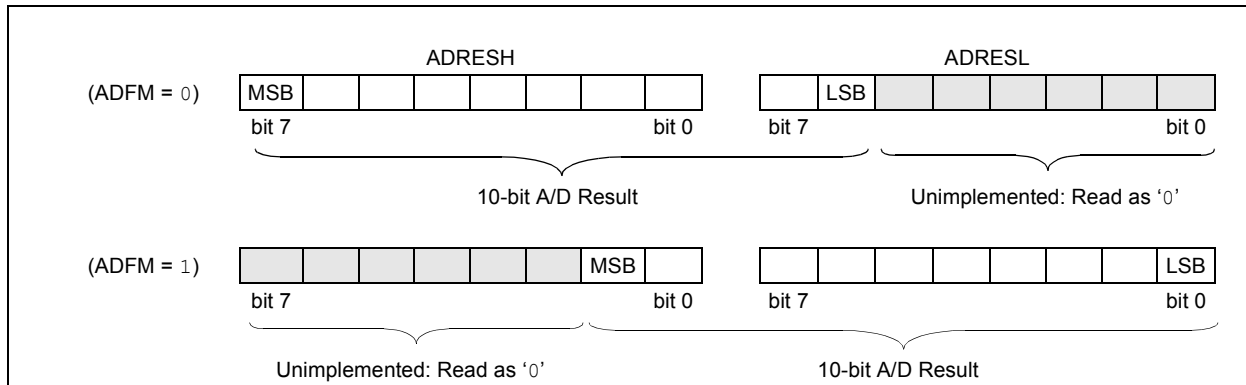 ADRESH ADRESL
(ADFM = 0) MSB LSB
bit 7 bit 0 bit 7 bit 0
10-bit A/D Result Unimplemented: Read as ‘0’
(ADFM = 1) MSB LSB
bit 7 bit 0 bit 7 bit 0
Unimplemented: Read as ‘0’ 10-bit A/D Result